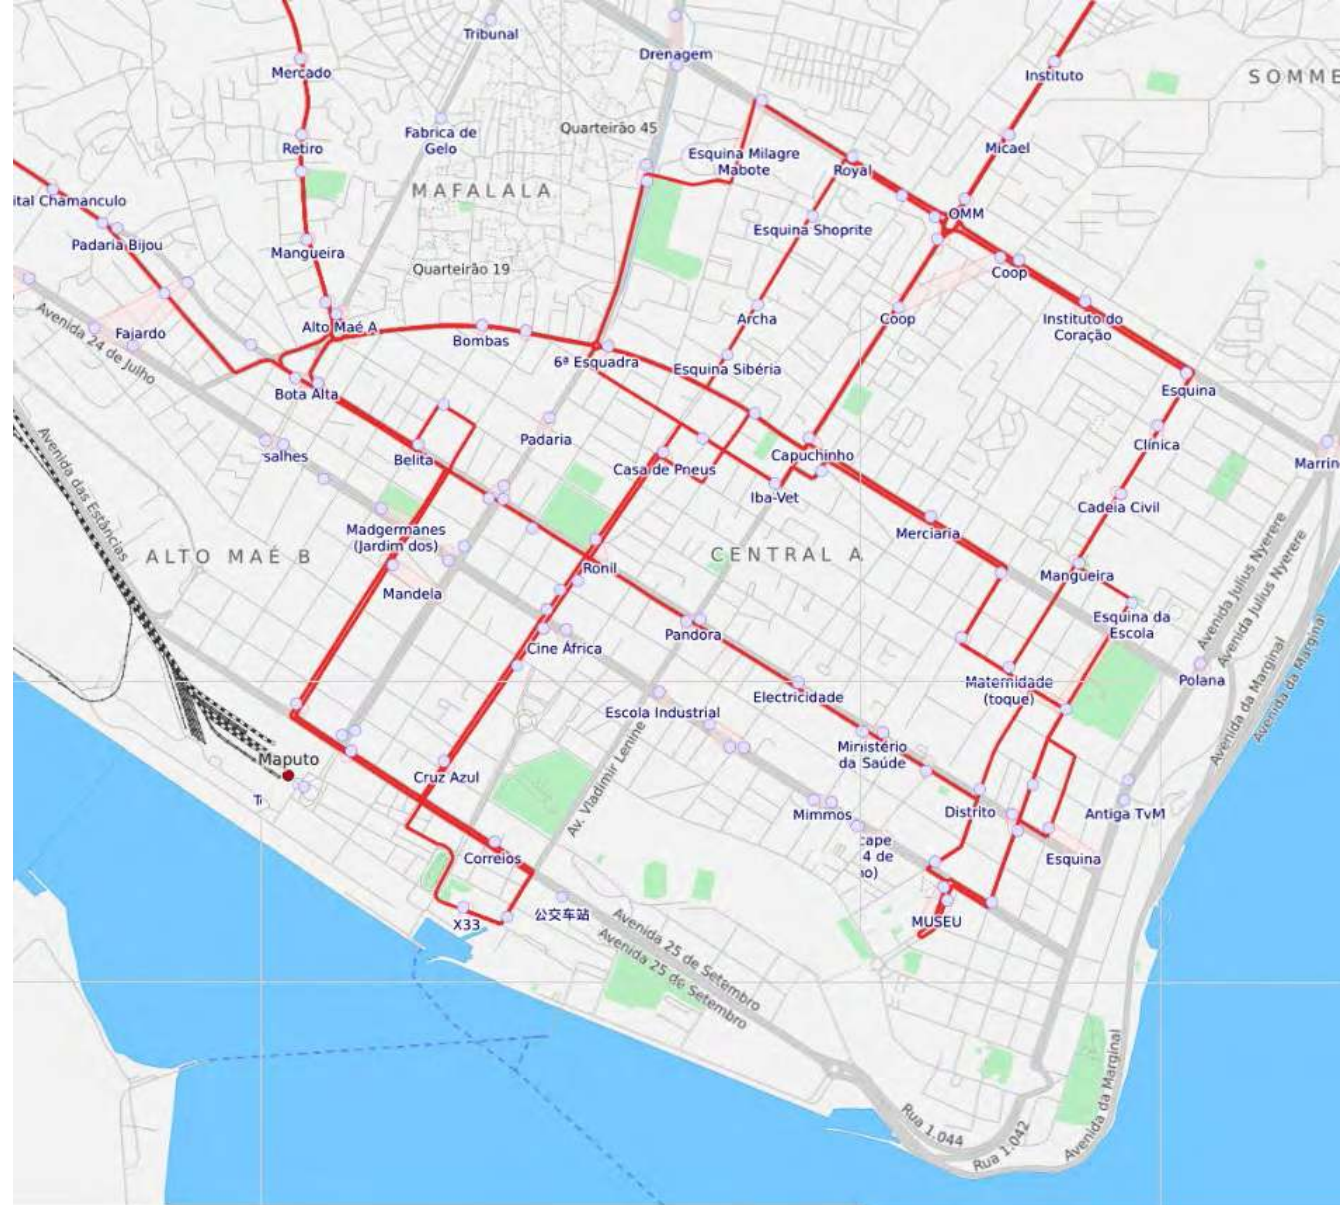 Tribunal
Drenagem
Instituto
SOMME
Mercado
Quarteirão 45
Fabrica de
Gelo
Retiro
Micael
Esquina Milagre
Mabote
Royal
MAFALALA
ital Chamanculo
OMM
Esquina Shoprite
Padaria Bijou
Mangueira
Quarteirão 19
Coop
Avenida 24 de Julho
Fajardo
Alto Maé A
Bombas
Archa
Coop
Instituto do
Coração
6ª Esquadra
Esquina Sibéria
Bota Alta
Esquina
Padaria
Clínica
salhes
Belita
Casa de Pneus
Capuchinho
Marrin
Iba-Vet
Cadeia Civil
Avenida das Estâncias
Madgermanes
(Jardim dos)
Merciaria
ALTO MAÉ B
CENTRAL A
Ronil
Mangueira
Avenida Julius Nyerere
Avenida Julius Nyerere
Mandela
Esquina da
Escola
Pandora
Cine África
Avenida da Marginal
Avenida da Marginal
Polana
Maternidade
(toque)
Electricidade
Escola Industrial
Ministério
da Saúde
Maputo
Av. Vladimir Lenine
Cruz Azul
T
Mimmos
Distrito
Antiga TvM
cape
4 de
ho)
Correios
Esquina
X33
公交车站
MUSEU
Avenida 25 de Setembro
Avenida 25 de Setembro
Avenida da Marginal
Rua 1.044
Rua 1.042